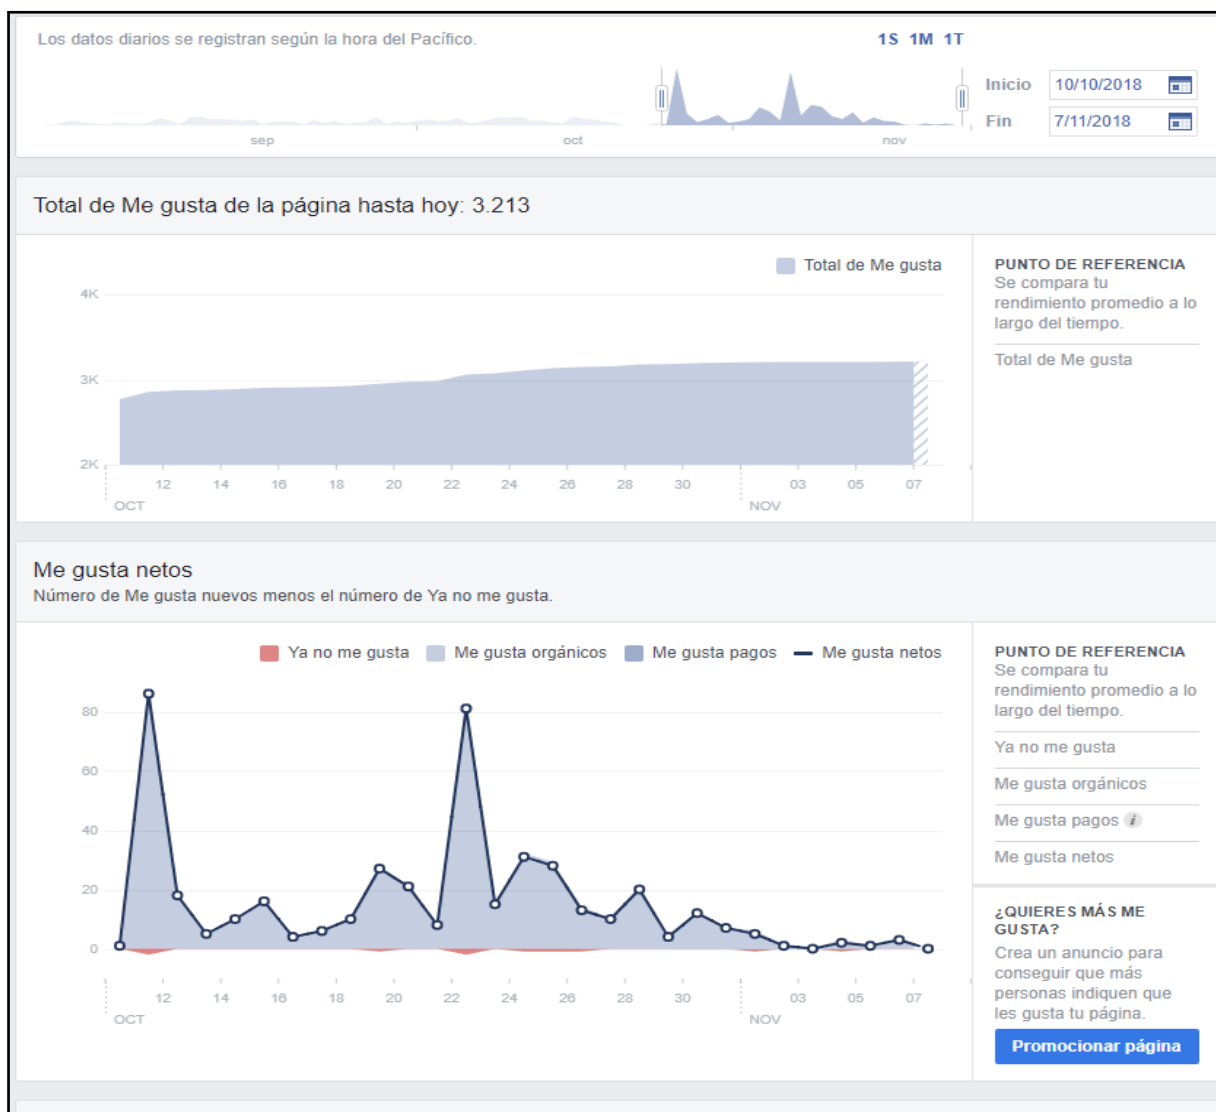 Los datos diarios se registran según la hora del Pacífico.
1S 1M 1T
Inicio 10/10/2018
Fin 7/11/2018
sep oct nov
Total de Me gusta de la página hasta hoy: 3.213
Total de Me gusta
4K
3K
2K
12 14 16 18 20 22 24 26 28 30 03 05 07
OCT NOV
PUNTO DE REFERENCIA
Se compara tu
rendimiento promedio a lo
largo del tiempo.
Total de Me gusta
Me gusta netos
Número de Me gusta nuevos menos el número de Ya no me gusta.
Ya no me gusta Me gusta orgánicos Me gusta pagos Me gusta netos
80
60
40
20
0
12 14 16 18 20 22 24 26 28 30 03 05 07
OCT NOV
PUNTO DE REFERENCIA
Se compara tu
rendimiento promedio a lo
largo del tiempo.
Ya no me gusta
Me gusta orgánicos
Me gusta pagos i
Me gusta netos
¿QUIERES MÁS ME
GUSTA?
Crea un anuncio para
conseguir que más
personas indiquen que
les gusta tu página.
Promocionar página